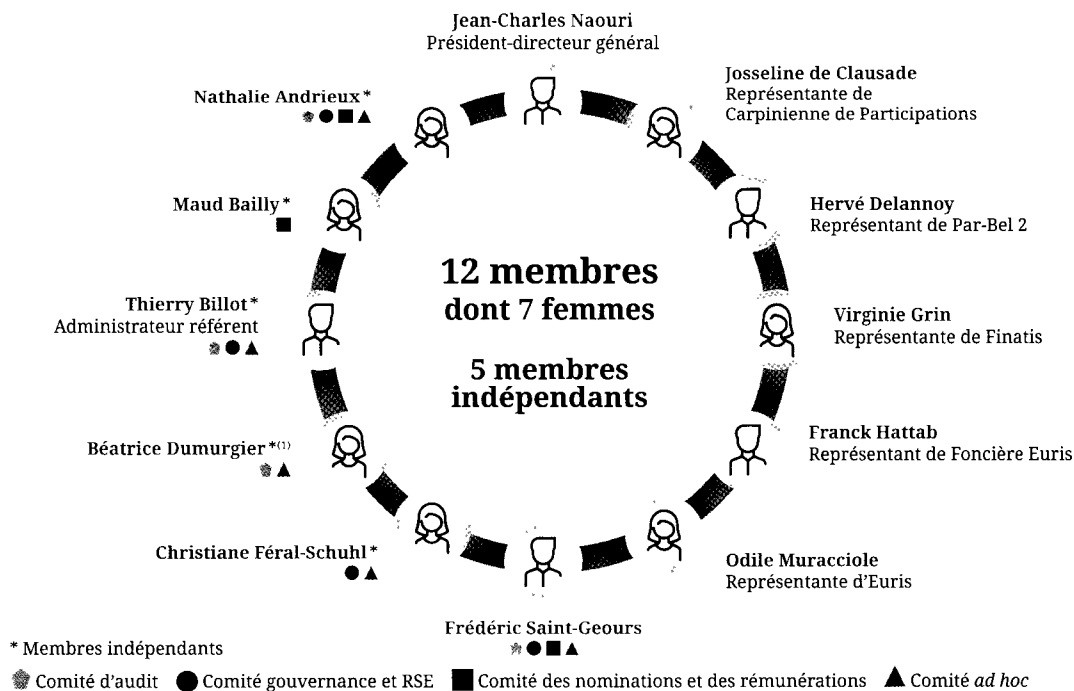 Jean-Charles Naouri
Président-directeur général
Josseline de Clausade
Représentante de
Carpinienne de Participations
Nathalie Andrieux *
Hervé Delannoy
Représentant de Par-Bel 2
Maud Bailly *
12 membres
dont 7 femmes
5 membres
indépendants
Virginie Grin
Représentante de Finatis
Thierry Billot *
Administrateur référent
Franck Hattab
Représentant de Foncière Euris
Béatrice Dumurgier *(1)
Odile Muracciole
Représentante d'Euris
Christiane Féral-Schuhl *
Frédéric Saint-Geours
* Membres indépendants
Comité d'audit Comité gouvernance et RSE Comité des nominations et des rémunérations Comité ad hoc